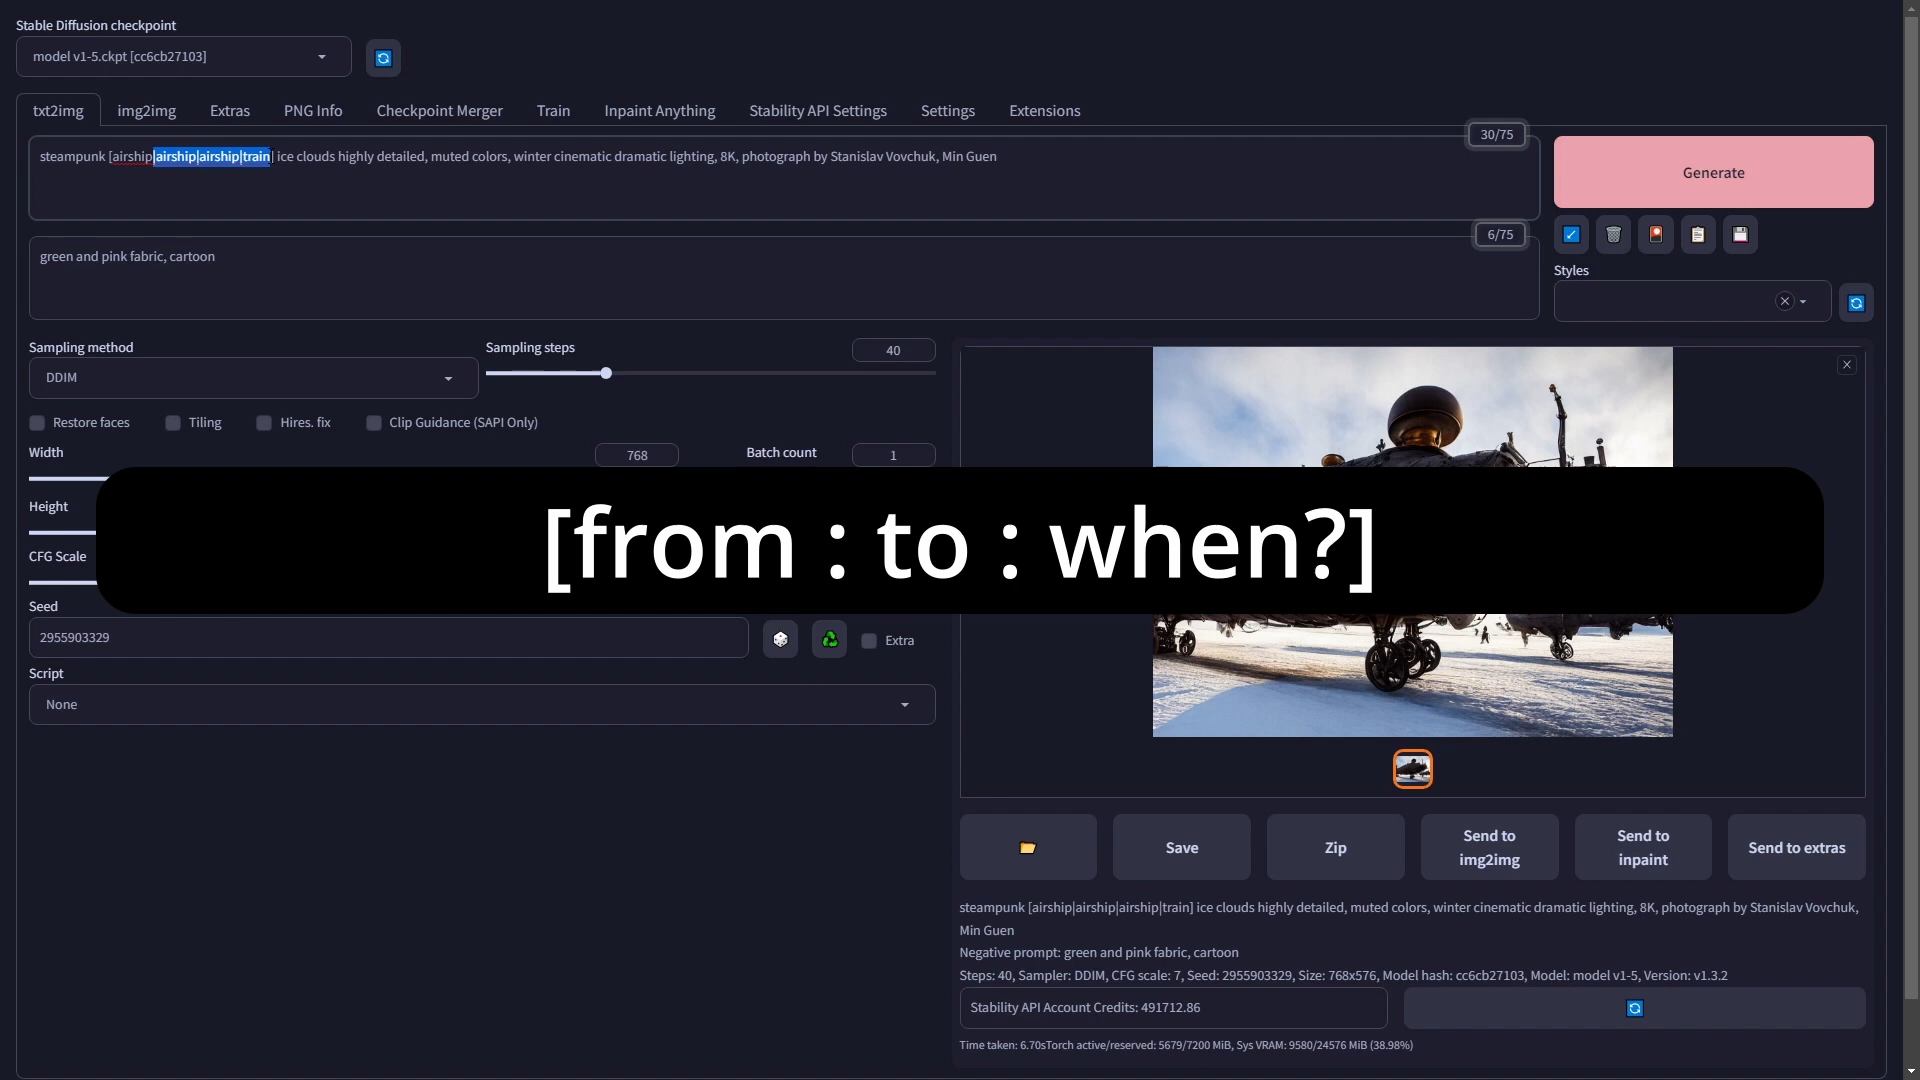 Stable Diffusion checkpoint
model v1-5.ckpt [cc6cb27103]
txt2img img2img Extras PNG Info Checkpoint Merger Train Inpaint Anything Stability API Settings Settings Extensions
30/75
steampunk [airship|airship|airship|train] ice clouds highly detailed, muted colors, winter cinematic dramatic lighting, 8K, photograph by Stanislav Vovchuk, Min Guen
Generate
6/75
green and pink fabric, cartoon
Styles
Sampling method
DDIM
Sampling steps
40
Restore faces Tiling Hires. fix Clip Guidance (SAPI Only)
Width
768
Batch count
1
Height
[from : to : when?]
CFG Scale
Seed
2955903329
Extra
Script
None
Save
Zip
Send to
img2img
Send to
inpaint
Send to extras
steampunk [airship|airship|airship|train] ice clouds highly detailed, muted colors, winter cinematic dramatic lighting, 8K, photograph by Stanislav Vovchuk,
Min Guen
Negative prompt: green and pink fabric, cartoon
Steps: 40, Sampler: DDIM, CFG scale: 7, Seed: 2955903329, Size: 768x576, Model hash: cc6cb27103, Model: model v1-5, Version: v1.3.2
Stability API Account Credits: 491712.86
Time taken: 6.70sTorch active/reserved: 5679/7200 MiB, Sys VRAM: 9580/24576 MiB (38.98%)